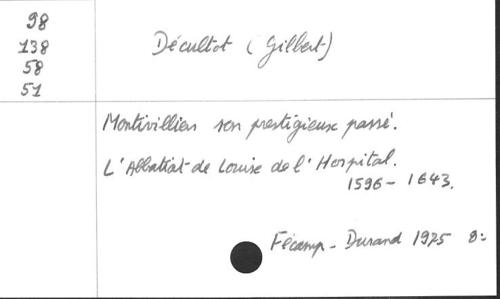 98
138
58
51
Décultot (Gilbert)
Montivilliers son prestigieux passé.
L'Abbatiat de Louise de l'Hospital.
1596 - 1643.
Fécamp - Durand 1975 8: